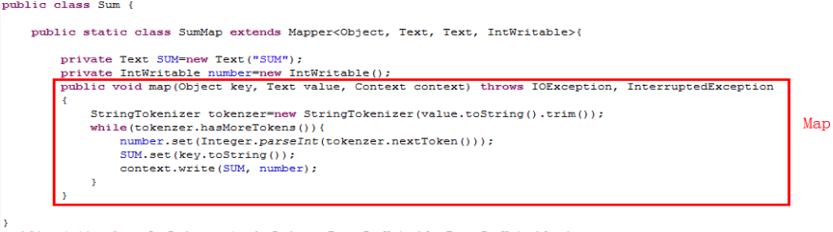 public class Sum {
public static class SumMap extends Mapper<Object, Text, Text, IntWritable>{
private Text SUM=new Text("SUM");
private IntWritable number=new IntWritable();
public void map(Object key, Text value, Context context) throws IOException, InterruptedException
{
StringTokenizer tokenzer=new StringTokenizer(value.toString().trim());
while(tokenzer.hasMoreTokens()){
number.set(Integer.parseInt(tokenzer.nextToken()));
SUM.set(key.toString());
context.write(SUM, number);
}
}
Map
}